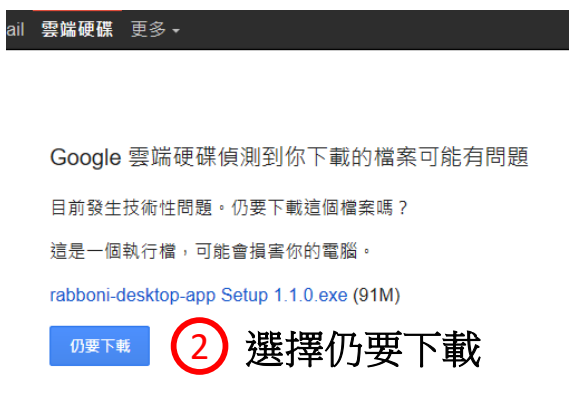 ail 雲端硬碟 更多
Google 雲端硬碟偵測到你下載的檔案可能有問題
目前發生技術性問題。仍要下載這個檔案嗎？
這是一個執行檔，可能會損害你的電腦。
rabboni-desktop-app Setup 1.1.0.exe (91M)
仍要下載 2 選擇仍要下載